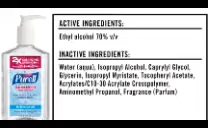 Purell
ACTIVE INGREDIENTS:
Ethyl alcohol 70% v/v
INACTIVE INGREDIENTS:
Water (aqua), Isopropyl Alcohol, Caprylyl Glycol,
Glycerin, Isopropyl Myristate, Tocopheryl Acetate,
Acrylates/C10-30 Acrylate Crosspolymer,
Aminomethyl Propanol, Fragrance (Parfum)